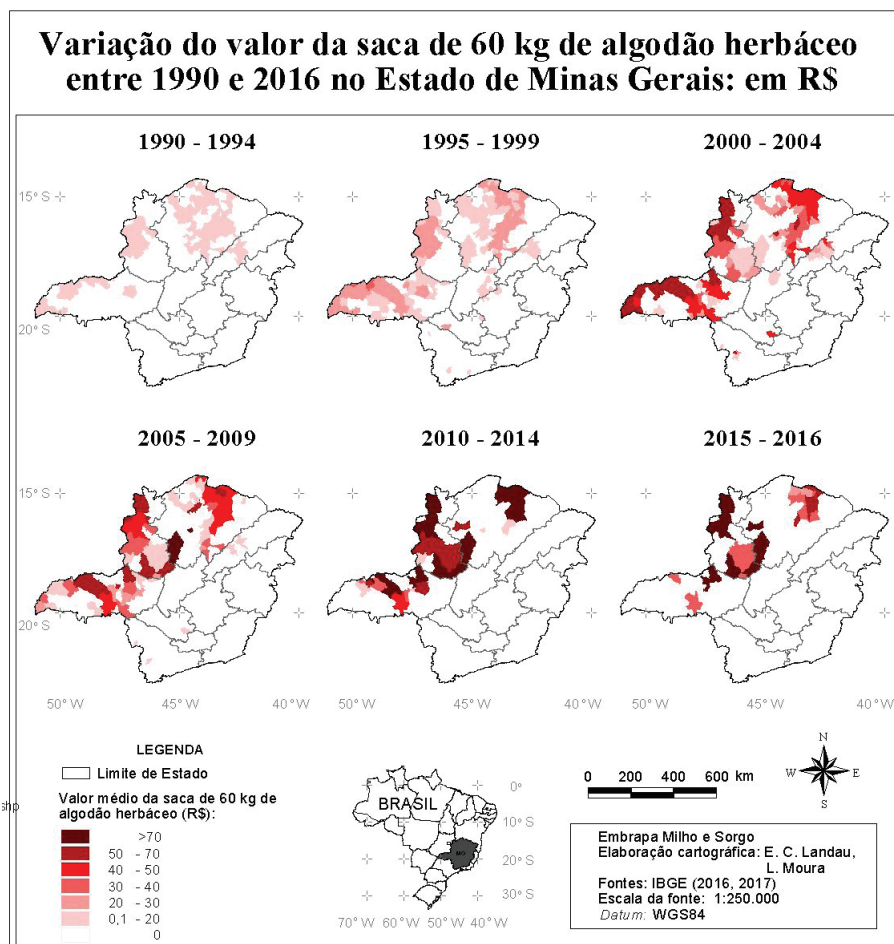 Variação do valor da saca de 60 kg de algodão herbáceo
entre 1990 e 2016 no Estado de Minas Gerais: em R$
1990 - 1994
1995 - 1999
2000 - 2004
15° S
20° S
2005 - 2009
2010 - 2014
2015 - 2016
15° S
20° S
50° W 45° W 40° W 50° W 45° W 40° W 50° W 45° W 40° W
LEGENDA
Limite de Estado
Valor médio da saca de 60 kg de
algodão herbáceo (R$):
>70
50 - 70
40 - 50
30 - 40
20 - 30
0,1 - 20
0
BRASIL
MG
0°
10° S
20° S
30° S
70° W 60° W 50° W 40° W
0 200 400 600 km
N
W E
S
Embrapa Milho e Sorgo
Elaboração cartográfica: E. C. Landau,
L. Moura
Fontes: IBGE (2016, 2017)
Escala da fonte: 1:250.000
Datum: WGS84